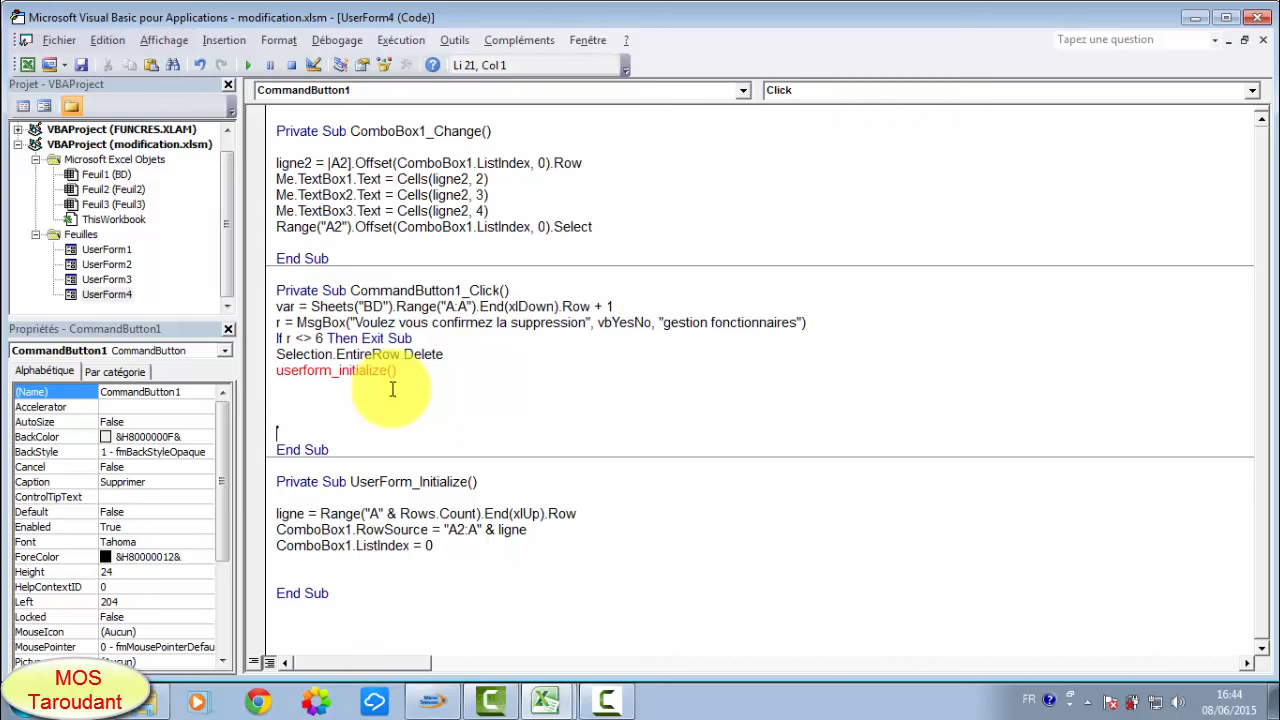 Microsoft Visual Basic pour Applications - modification.xlsm - [UserForm4 (Code)]
Fichier Edition Affichage Insertion Format Débogage Exécution Outils Compléments Fenêtre ? Tapez une question
Li 21, Col 1
Projet - VBAProject
VBAProject (FUNCRES.XLAM)
VBAProject (modification.xlsm)
Microsoft Excel Objets
Feuil1 (BD)
Feuil2 (Feuil2)
Feuil3 (Feuil3)
ThisWorkbook
Feuilles
UserForm1
UserForm2
UserForm3
UserForm4
Propriétés - CommandButton1
CommandButton1 CommandButton
Alphabétique Par catégorie
(Name) CommandButton1
Accelerator
AutoSize False
BackColor &H8000000F&
BackStyle 1 - fmBackStyleOpaque
Cancel False
Caption Supprimer
ControlTipText
Default False
Enabled True
Font Tahoma
ForeColor &H80000012&
Height 24
HelpContextID 0
Left 204
Locked False
MouseIcon (Aucun)
MousePointer 0 - fmMousePointerDefau
CommandButton1 Click
Private Sub ComboBox1_Change()
ligne2 = [A2].Offset(ComboBox1.ListIndex, 0).Row
Me.TextBox1.Text = Cells(ligne2, 2)
Me.TextBox2.Text = Cells(ligne2, 3)
Me.TextBox3.Text = Cells(ligne2, 4)
Range("A2").Offset(ComboBox1.ListIndex, 0).Select
End Sub
Private Sub CommandButton1_Click()
var = Sheets("BD").Range("A:A").End(xlDown).Row + 1
r = MsgBox("Voulez vous confirmez la suppression", vbYesNo, "gestion fonctionnaires")
If r <> 6 Then Exit Sub
Selection.EntireRow.Delete
userform_initialize()
End Sub
Private Sub UserForm_Initialize()
ligne = Range("A" & Rows.Count).End(xlUp).Row
ComboBox1.RowSource = "A2:A" & ligne
ComboBox1.ListIndex = 0
End Sub
MOS
Taroudant
FR
16:44
08/06/2015